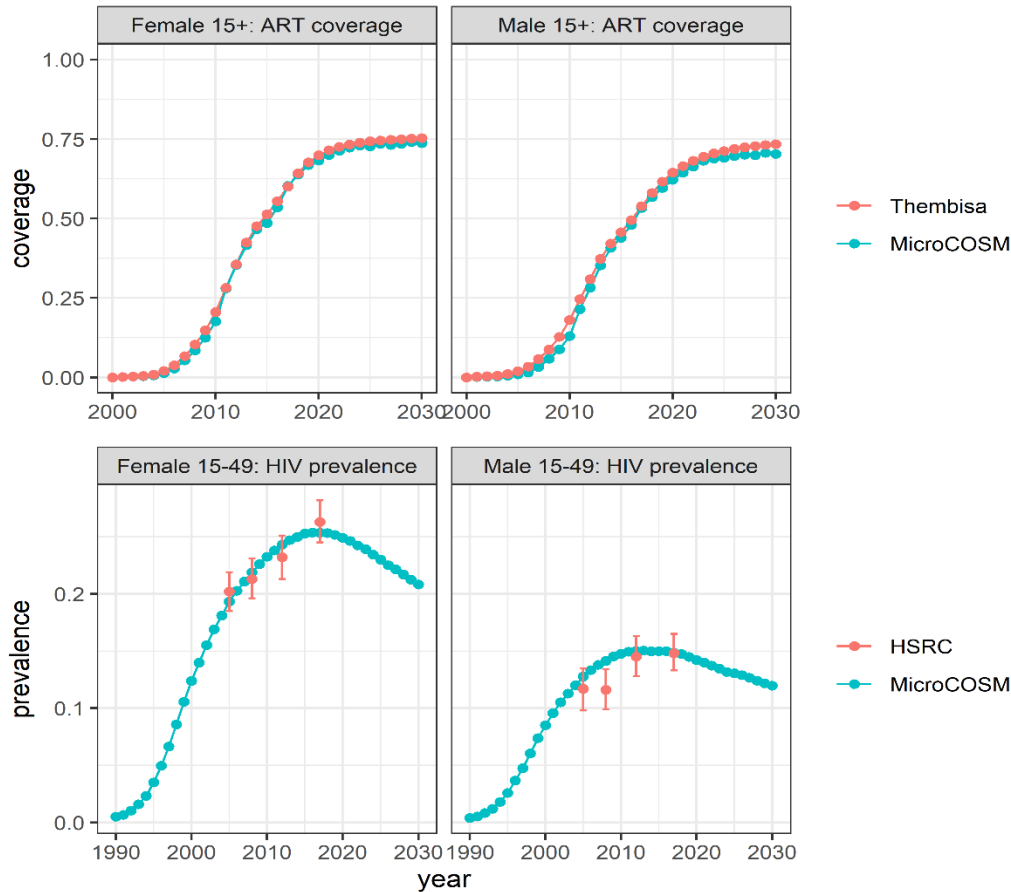 Female 15+: ART coverage
Male 15+: ART coverage
1.00
0.75
0.50
0.25
0.00
coverage
2000
2010
2020
2030
2000
2010
2020
2030
Thembisa
MicroCOSM
Female 15-49: HIV prevalence
Male 15-49: HIV prevalence
0.2
0.1
0.0
prevalence
1990
2000
2010
2020
2030
1990
2000
2010
2020
2030
year
HSRC
MicroCOSM